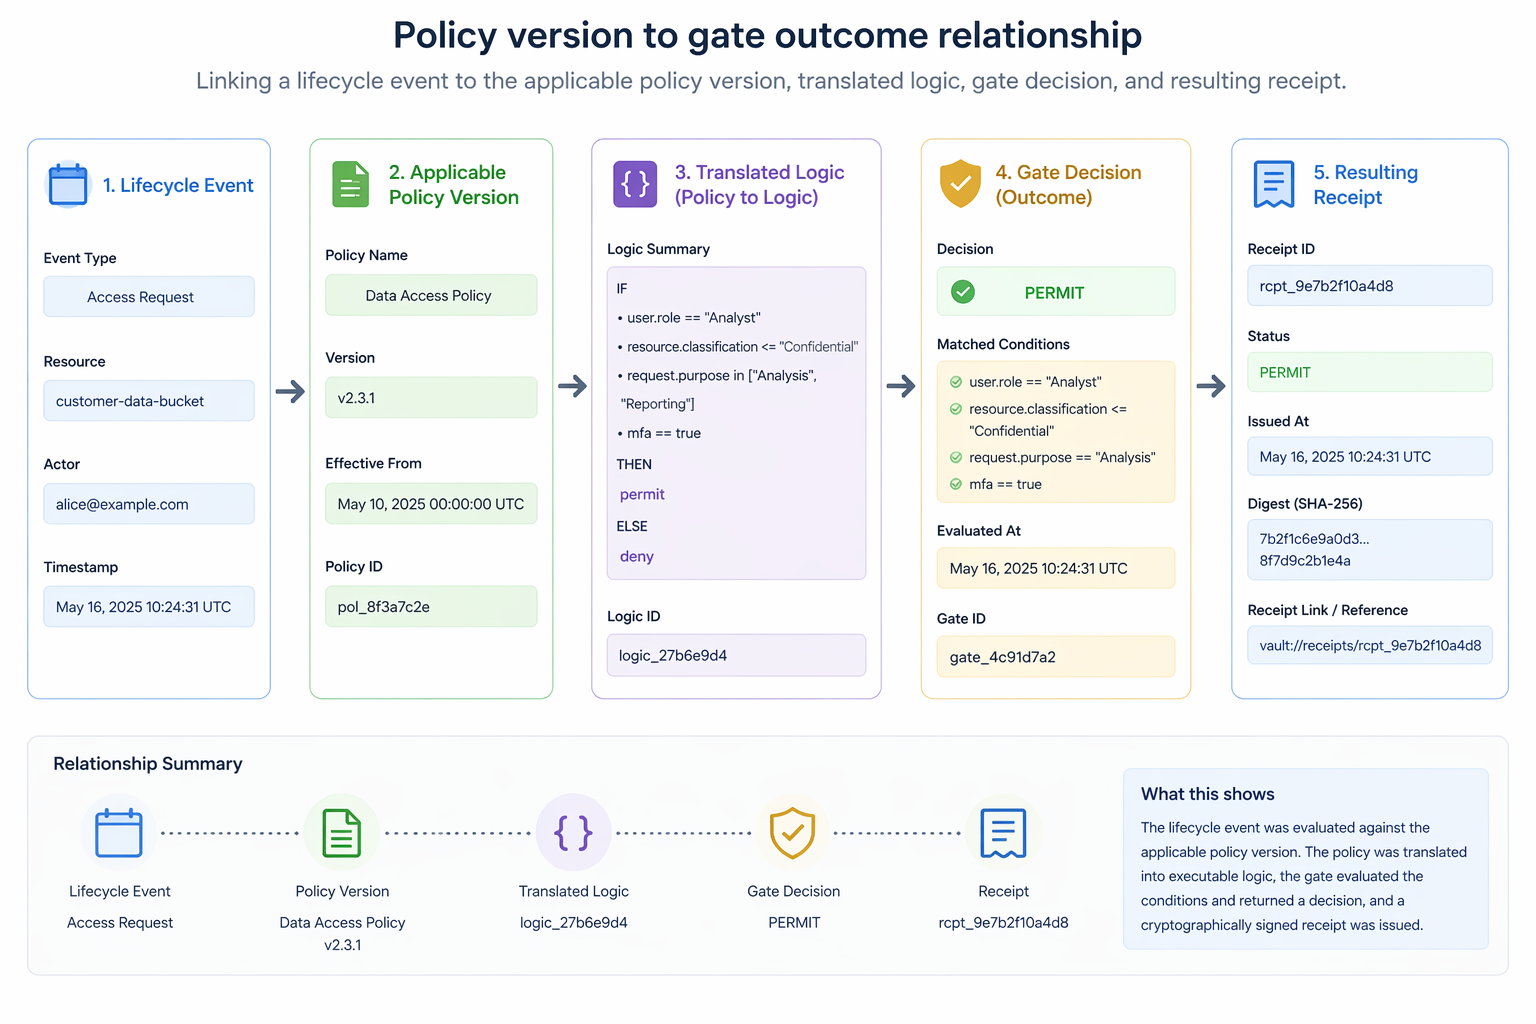 Policy version to gate outcome relationship
Linking a lifecycle event to the applicable policy version, translated logic, gate decision, and resulting receipt.
1. Lifecycle Event
Event Type
Access Request
Resource
customer-data-bucket
Actor
alice@example.com
Timestamp
May 16, 2025 10:24:31 UTC
2. Applicable
Policy Version
Policy Name
Data Access Policy
Version
v2.3.1
Effective From
May 10, 2025 00:00:00 UTC
Policy ID
pol_8f3a7c2e
{ }
3. Translated Logic
(Policy to Logic)
Logic Summary
IF
• user.role == "Analyst"
• resource.classification <= "Confidential"
• request.purpose in ["Analysis",
"Reporting"]
• mfa == true
THEN
permit
ELSE
deny
Logic ID
logic_27b6e9d4
4. Gate Decision
(Outcome)
Decision
PERMIT
Matched Conditions
user.role == "Analyst"
resource.classification <=
"Confidential"
request.purpose == "Analysis"
mfa == true
Evaluated At
May 16, 2025 10:24:31 UTC
Gate ID
gate_4c91d7a2
5. Resulting
Receipt
Receipt ID
rcpt_9e7b2f10a4d8
Status
PERMIT
Issued At
May 16, 2025 10:24:31 UTC
Digest (SHA-256)
7b2f1c6e9a0d3...
8f7d9c2b1e4a
Receipt Link / Reference
vault://receipts/rcpt_9e7b2f10a4d8
Relationship Summary
Lifecycle Event
Access Request
Policy Version
Data Access Policy
v2.3.1
{ }
Translated Logic
logic_27b6e9d4
Gate Decision
PERMIT
Receipt
rcpt_9e7b2f10a4d8
What this shows
The lifecycle event was evaluated against the
applicable policy version. The policy was translated
into executable logic, the gate evaluated the
conditions and returned a decision, and a
cryptographically signed receipt was issued.